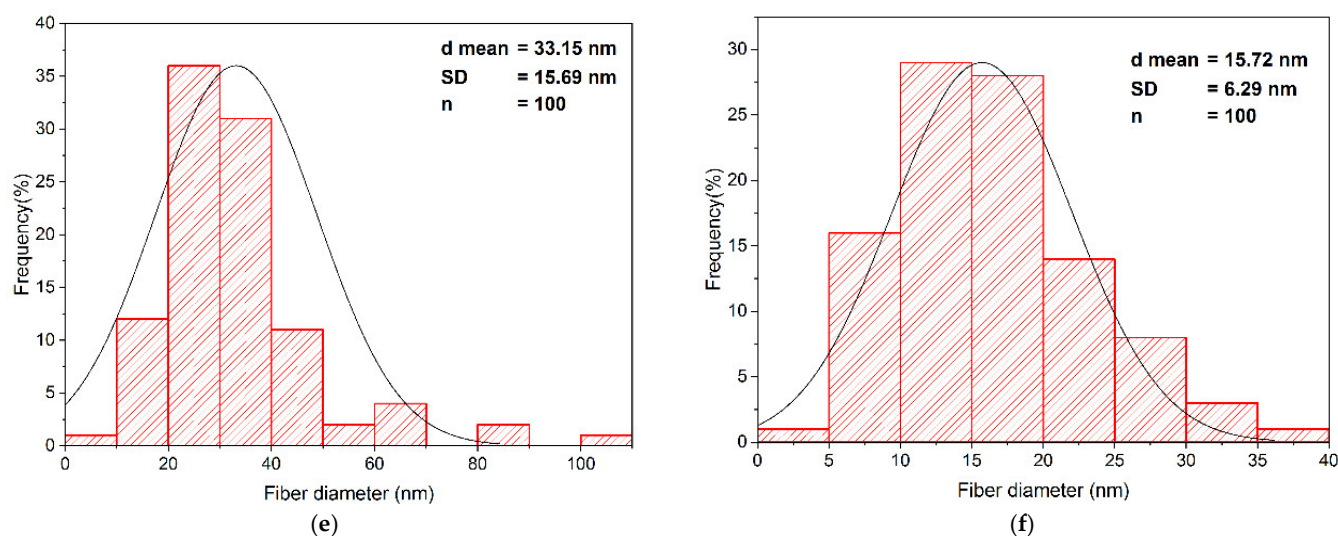 40
35
30
25
20
15
10
5
0
Frequency(%)
d mean = 33.15 nm
SD = 15.69 nm
n = 100
0 20 40 60 80 100
Fiber diameter (nm)
(e)
30
25
20
15
10
5
0
Frequency(%)
d mean = 15.72 nm
SD = 6.29 nm
n = 100
0 5 10 15 20 25 30 35 40
Fiber diameter (nm)
(f)